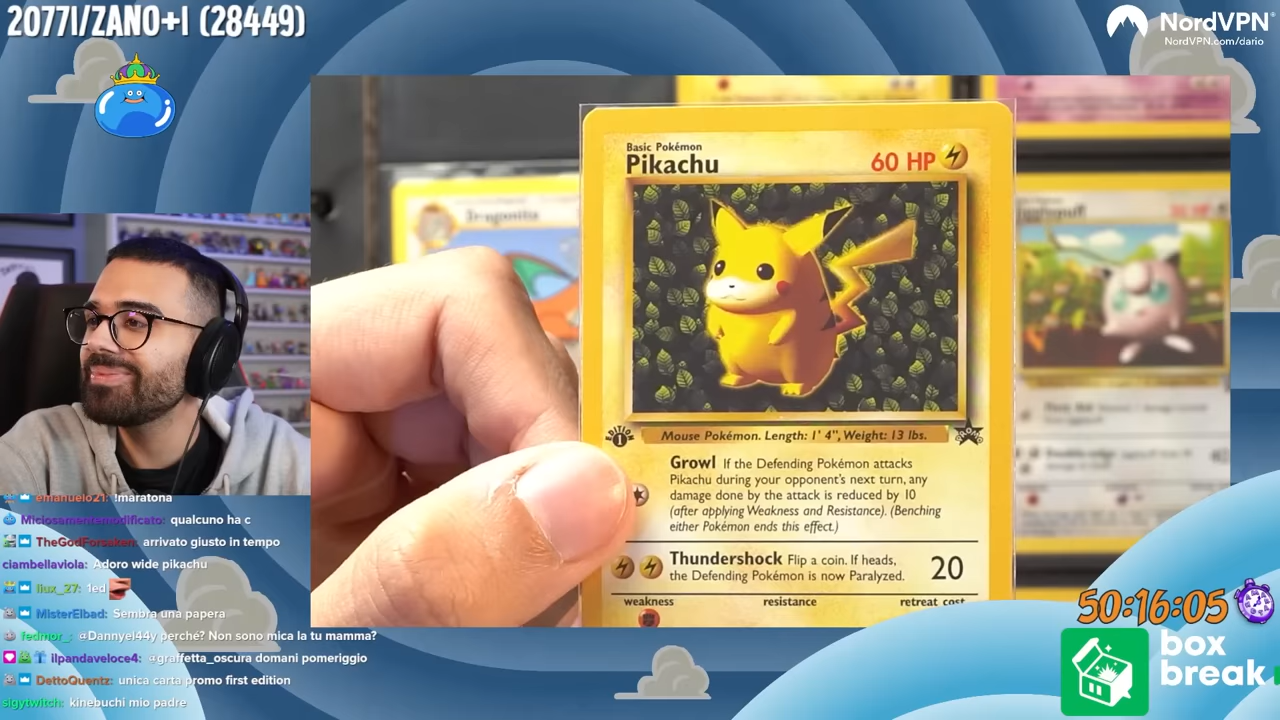 20771/ZANO+1 (28449)
NordVPN®
NordVPN.com/dario
Basic Pokémon
Pikachu
60 HP
Dragonite
EDITION
1
Mouse Pokémon. Length: 1' 4", Weight: 13 lbs.
PROMO
Growl If the Defending Pokémon attacks
Pikachu during your opponent's next turn, any
damage done by the attack is reduced by 10
(after applying Weakness and Resistance). (Benching
either Pokémon ends this effect.)
Thundershock Flip a coin. If heads,
the Defending Pokémon is now Paralyzed.
20
weakness
resistance
retreat cost
emanuelo21: !maratona
Miciosamentemodificato: qualcuno ha c
TheGodForsaken: arrivato giusto in tempo
ciambellaviola: Adoro wide pikachu
liux_27: 1ed
MisterElbad: Sembra una papera
fedmor_: @Dannyel44y perché? Non sono mica la tu mamma?
ilpandaveloce4: @graffetta_oscura domani pomeriggio
DettoQuentz: unica carta promo first edition
sigytwitch: kinebuchi mio padre
50:16:05
box
break